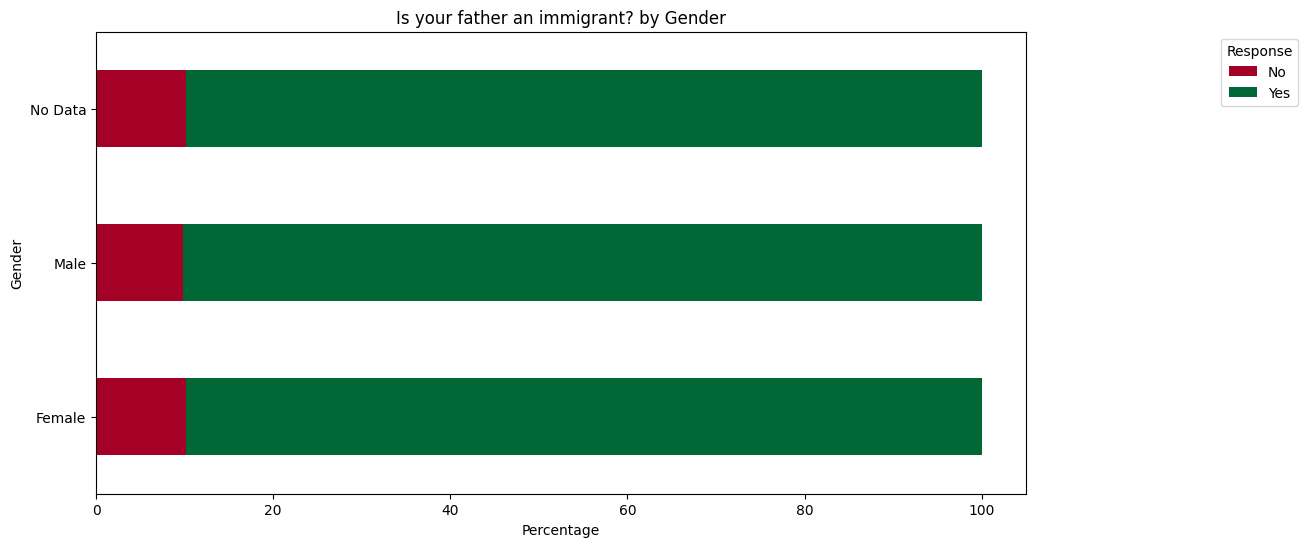 Is your father an immigrant? by Gender
Response
No
Yes
No Data
Male
Female
Gender
0 20 40 60 80 100
Percentage